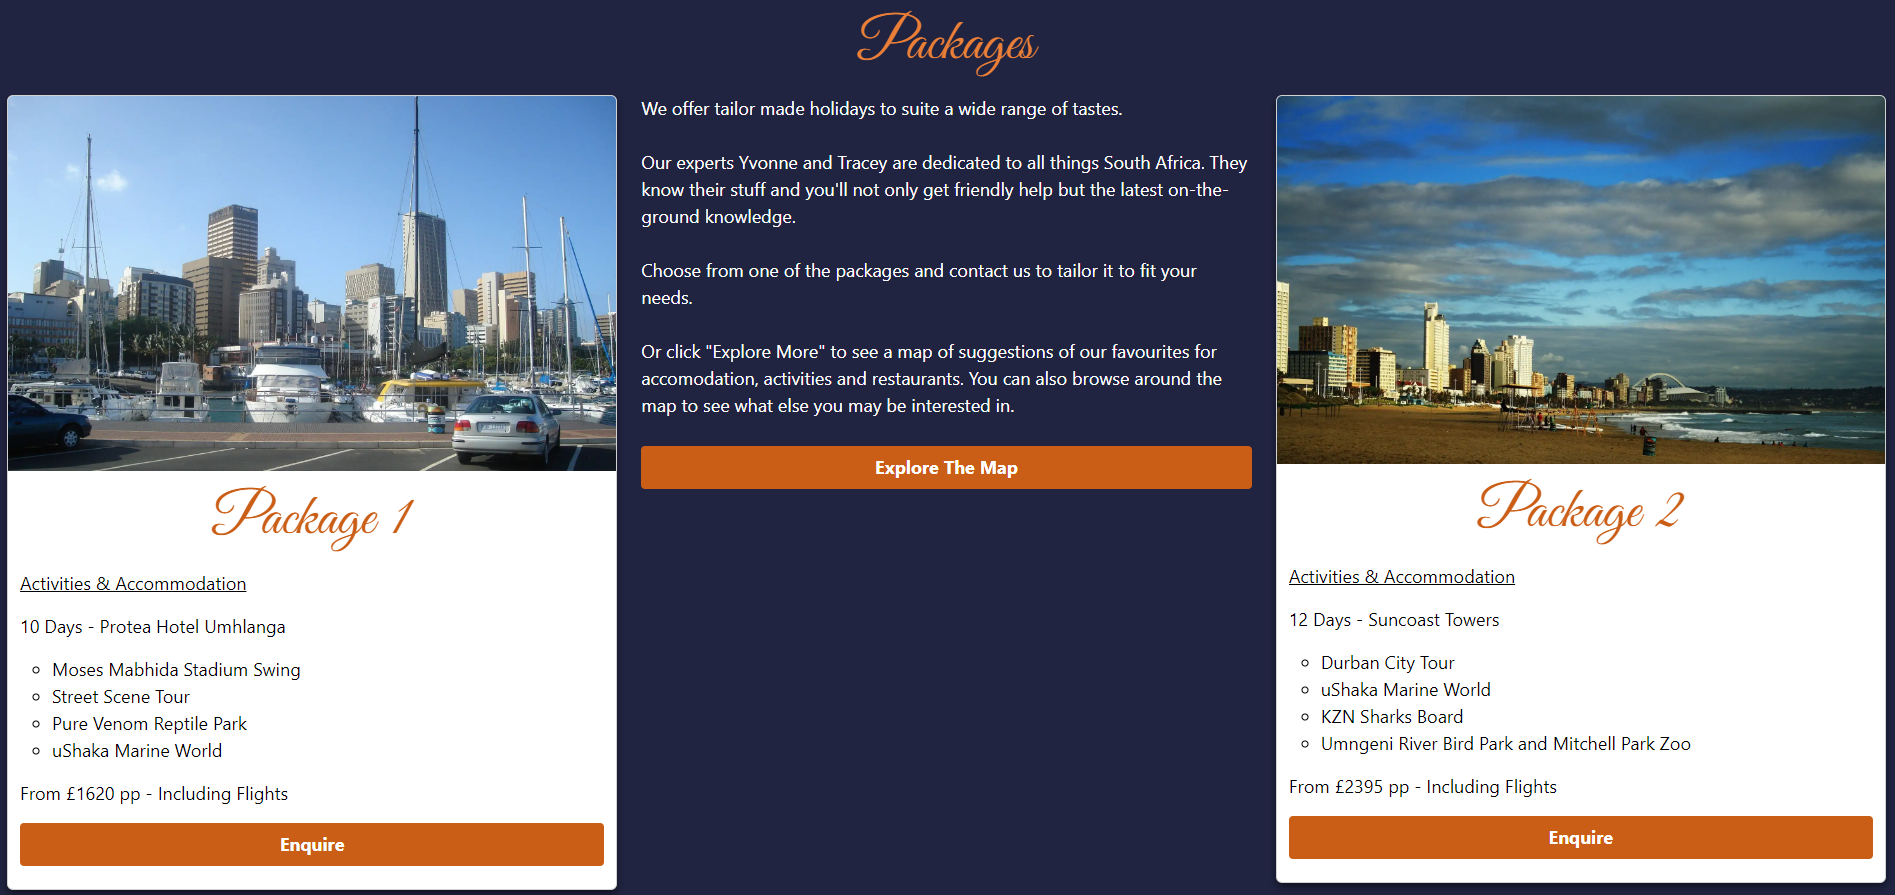 Packages
Package 1
Activities & Accommodation
10 Days - Protea Hotel Umhlanga
Moses Mabhida Stadium Swing
Street Scene Tour
Pure Venom Reptile Park
uShaka Marine World
From £1620 pp - Including Flights
Enquire
We offer tailor made holidays to suite a wide range of tastes.
Our experts Yvonne and Tracey are dedicated to all things South Africa. They
know their stuff and you'll not only get friendly help but the latest on-the-
ground knowledge.
Choose from one of the packages and contact us to tailor it to fit your
needs.
Or click "Explore More" to see a map of suggestions of our favourites for
accomodation, activities and restaurants. You can also browse around the
map to see what else you may be interested in.
Explore The Map
Package 2
Activities & Accommodation
12 Days - Suncoast Towers
Durban City Tour
uShaka Marine World
KZN Sharks Board
Umngeni River Bird Park and Mitchell Park Zoo
From £2395 pp - Including Flights
Enquire